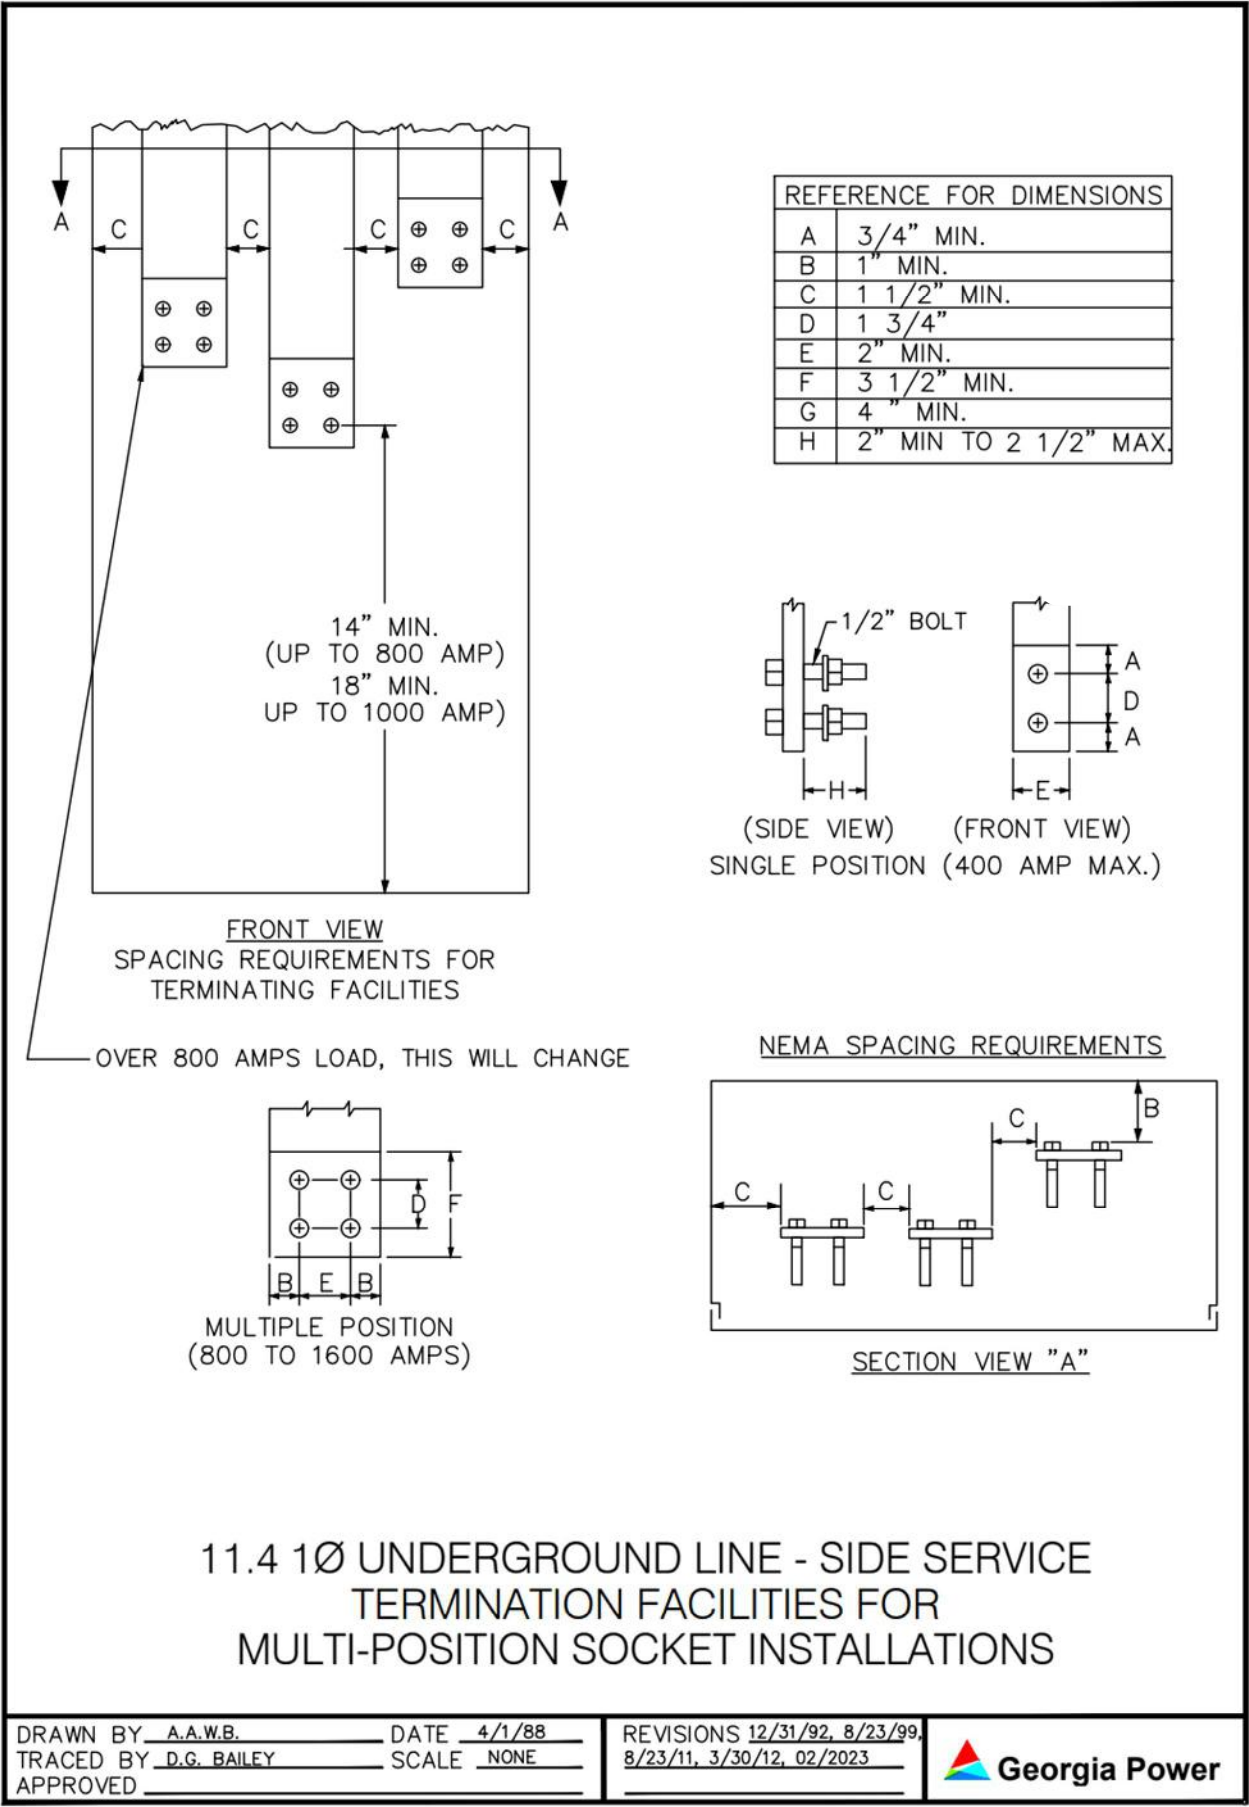 A
C
C
C
C
A
14" MIN.
(UP TO 800 AMP)
18" MIN.
UP TO 1000 AMP)
FRONT VIEW
SPACING REQUIREMENTS FOR
TERMINATING FACILITIES
OVER 800 AMPS LOAD, THIS WILL CHANGE
REFERENCE FOR DIMENSIONS
A 3/4" MIN.
B 1" MIN.
C 1 1/2" MIN.
D 1 3/4"
E 2" MIN.
F 3 1/2" MIN.
G 4 " MIN.
H 2" MIN TO 2 1/2" MAX.
1/2" BOLT
A
D
A
H
E
(SIDE VIEW) (FRONT VIEW)
SINGLE POSITION (400 AMP MAX.)
D F
B E B
MULTIPLE POSITION
(800 TO 1600 AMPS)
NEMA SPACING REQUIREMENTS
B
C
C
C
SECTION VIEW "A"
11.4 1Ø UNDERGROUND LINE - SIDE SERVICE
TERMINATION FACILITIES FOR
MULTI-POSITION SOCKET INSTALLATIONS
DRAWN BY A.A.W.B. DATE 4/1/88
TRACED BY D.G. BAILEY SCALE NONE
APPROVED
REVISIONS 12/31/92, 8/23/99,
8/23/11, 3/30/12, 02/2023
Georgia Power